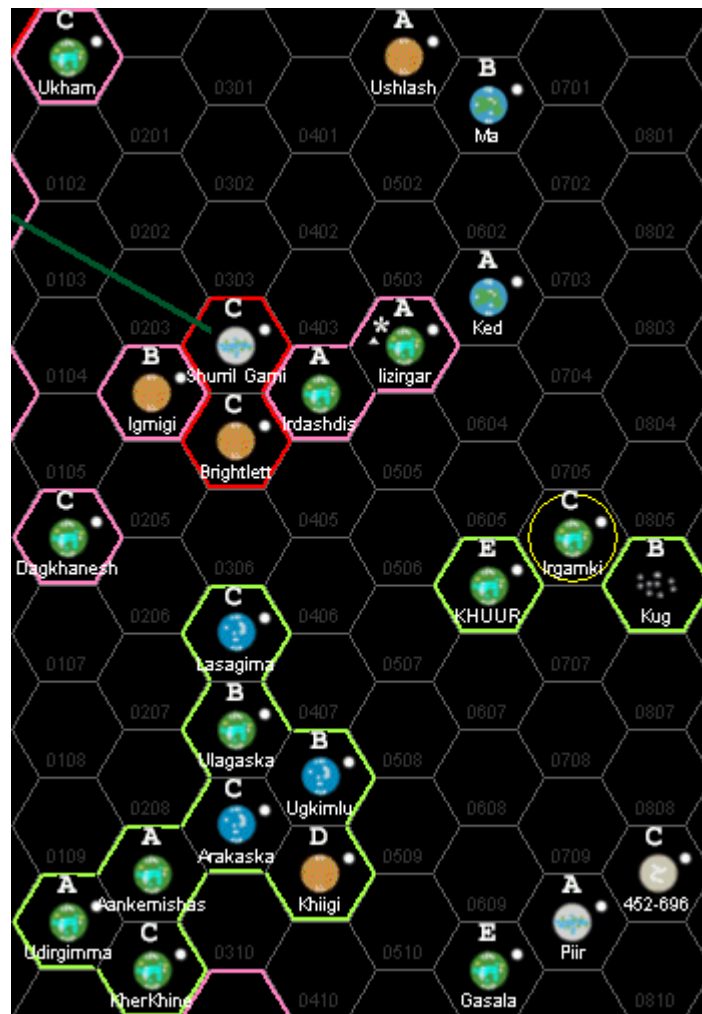 C
A
Ukham
0301
Ushlash
B
0701
Ma
0201
0401
0801
0102
0302
0502
0702
0202
0402
0602
0802
0103
0303
0503
A
0703
C
A
Ked
0203
0403
*
0803
B
Shurril Gami
A
Iizirgar
0104
0704
Igmigi
C
Irdashdis
0604
0804
Brightlett
0105
0505
0705
C
C
0205
0405
0605
0805
Dagkhanesh
E
Irgamki
B
0306
0506
C
KHUUR
Kug
0206
0406
Lasagima
0107
0507
0707
B
0207
0407
0607
0807
Ulagaska
B
0108
0508
0708
C
Ugkimlu
0208
0608
0808
A
Arakaska
D
C
0109
0509
0709
A
Aankemishas
Khiigi
A
452-696
0609
Udirgimma
C
E
Piir
0310
0510
KherKhine
0410
Gasala
0810